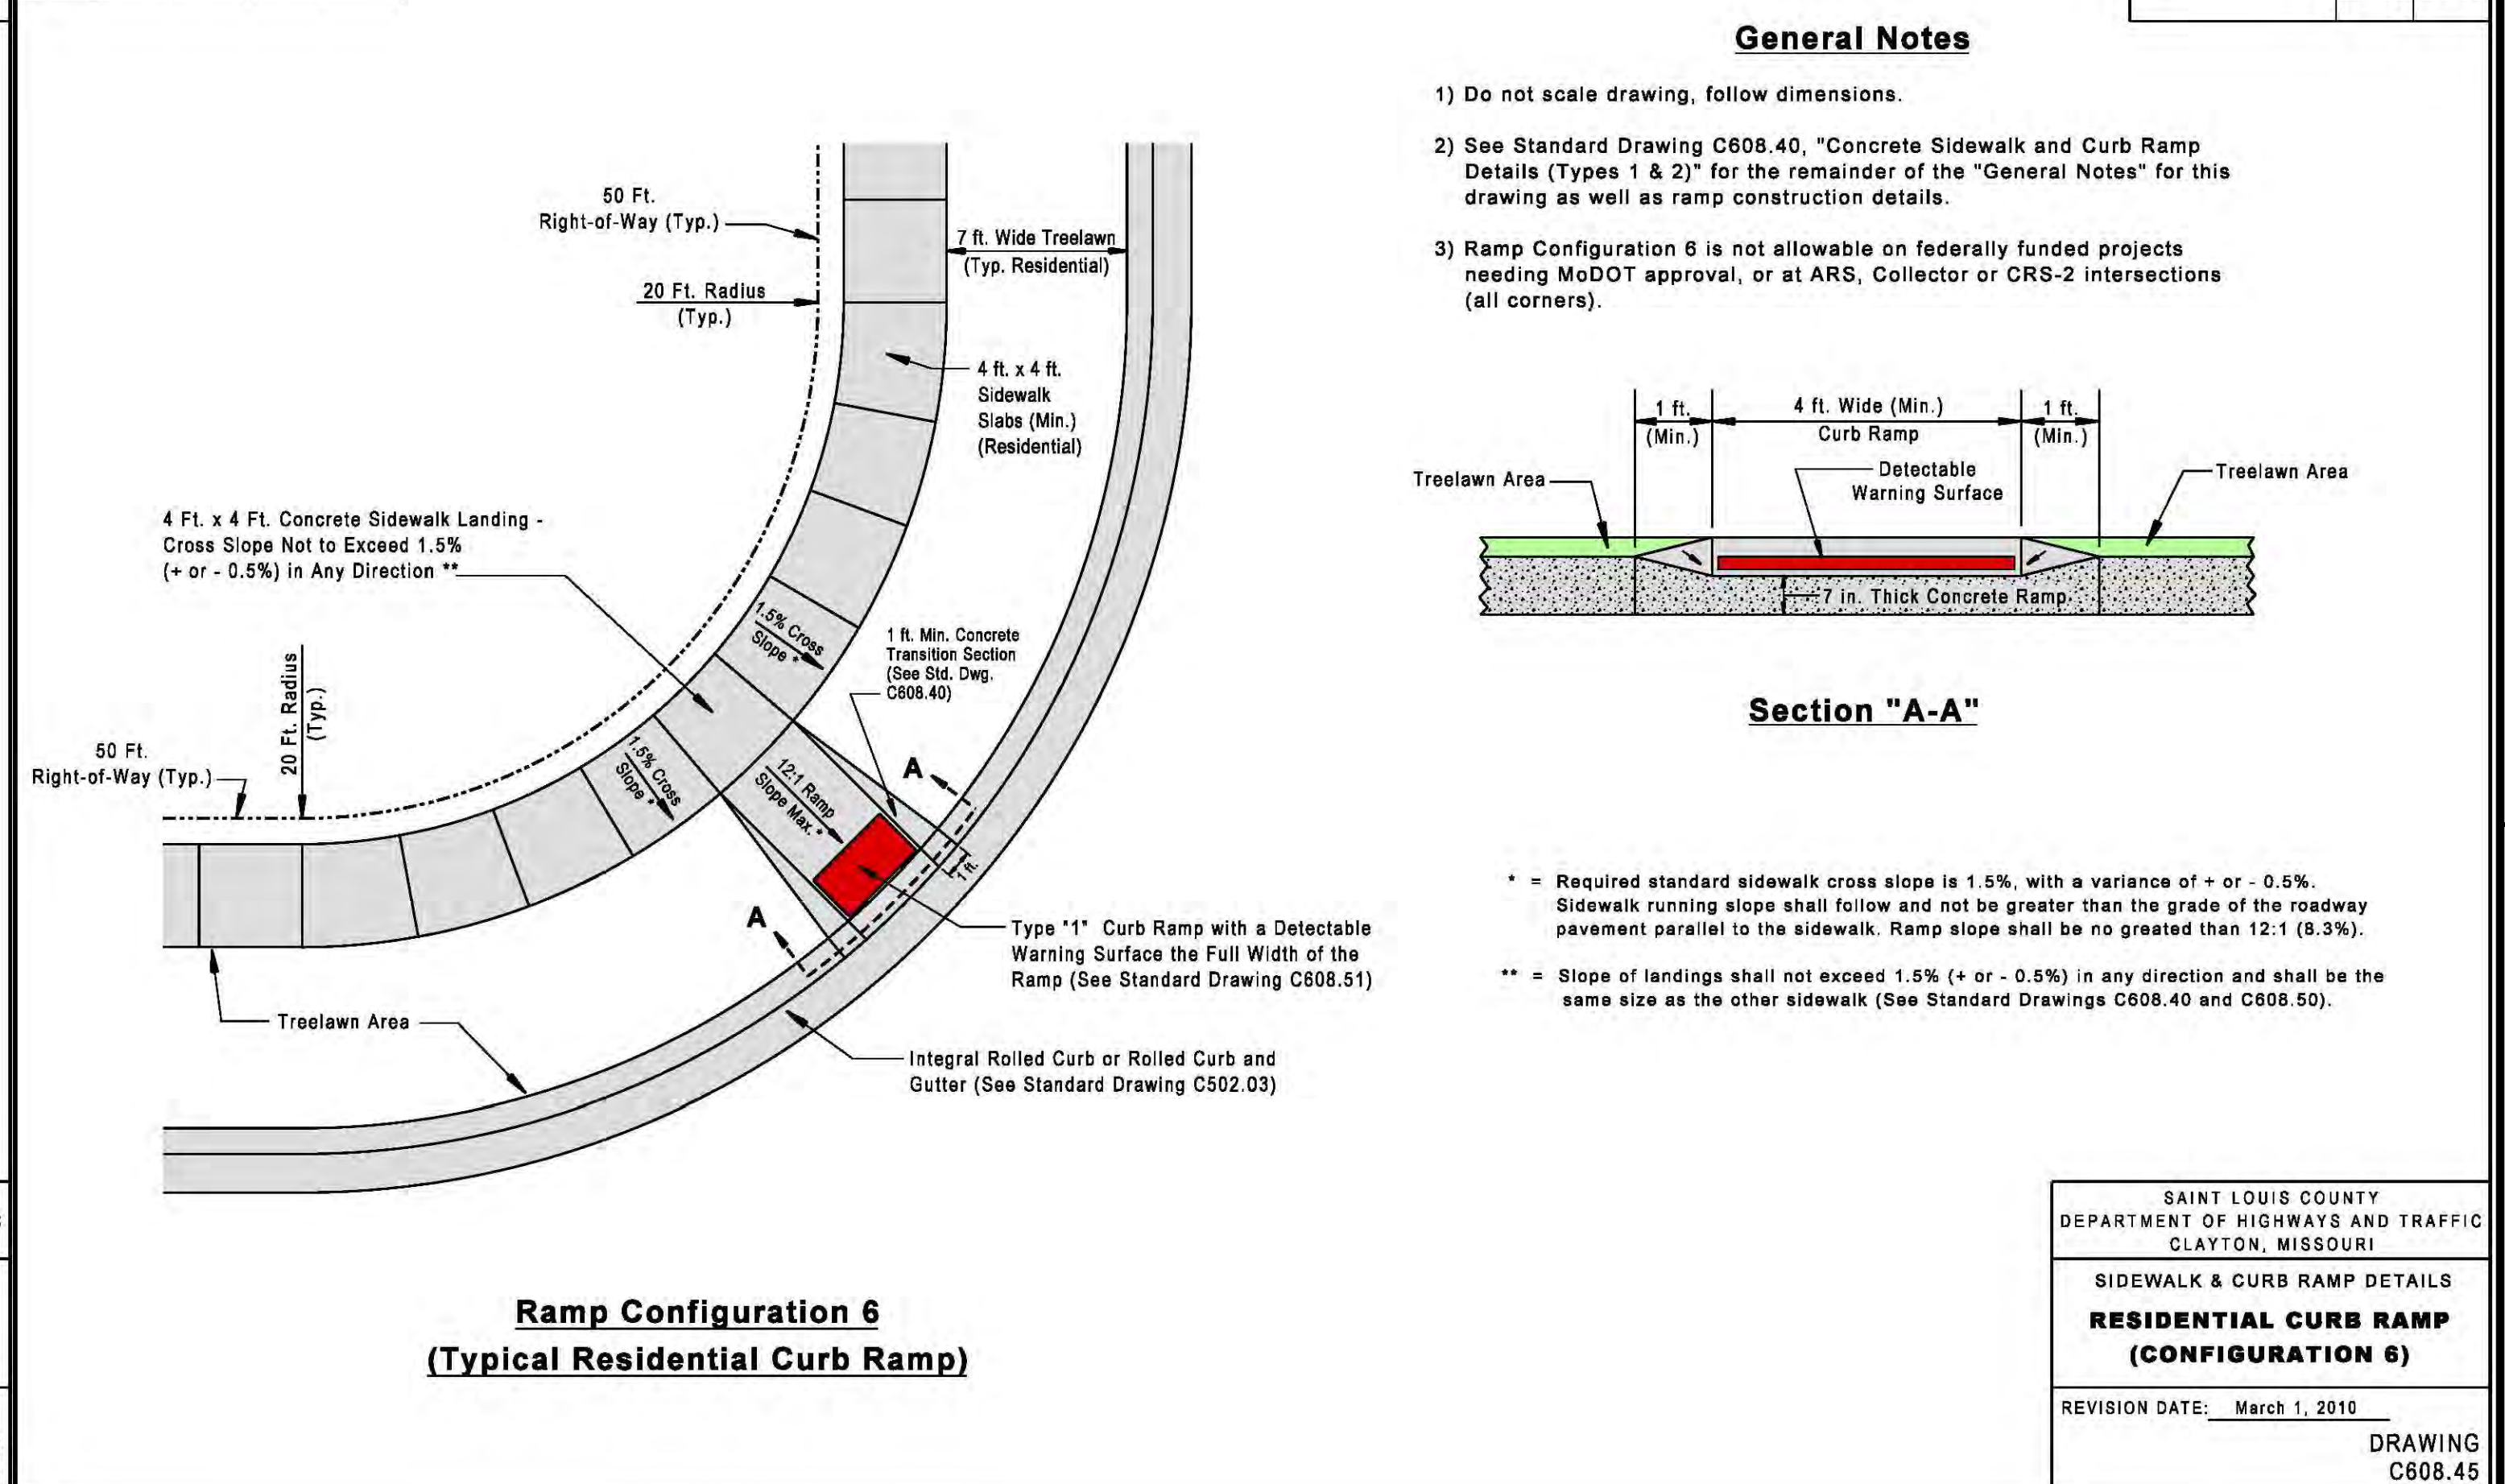 General Notes
1) Do not scale drawing, follow dimensions.
2) See Standard Drawing C608.40, "Concrete Sidewalk and Curb Ramp
Details (Types 1 & 2)" for the remainder of the "General Notes" for this
drawing as well as ramp construction details.
3) Ramp Configuration 6 is not allowable on federally funded projects
needing MoDOT approval, or at ARS, Collector or CRS-2 intersections
(all corners).
50 Ft.
Right-of-Way (Typ.)
7 ft. Wide Treelawn
(Typ. Residential)
20 Ft. Radius
(Typ.)
4 ft. x 4 ft.
Sidewalk
Slabs (Min.)
(Residential)
4 Ft. x 4 Ft. Concrete Sidewalk Landing -
Cross Slope Not to Exceed 1.5%
(+ or - 0.5%) in Any Direction **
1.5% Cross
Slope *
1 ft. Min. Concrete
Transition Section
(See Std. Dwg.
C608.40)
20 Ft. Radius
(Typ.)
50 Ft.
Right-of-Way (Typ.)
1.5% Cross
Slope *
12:1 Ramp
Slope Max. *
A
1 ft.
A
Type "1" Curb Ramp with a Detectable
Warning Surface the Full Width of the
Ramp (See Standard Drawing C608.51)
Treelawn Area
Integral Rolled Curb or Rolled Curb and
Gutter (See Standard Drawing C502.03)
Ramp Configuration 6
(Typical Residential Curb Ramp)
1 ft.
(Min.)
4 ft. Wide (Min.)
Curb Ramp
1 ft.
(Min.)
Treelawn Area
Detectable
Warning Surface
Treelawn Area
7 in. Thick Concrete Ramp
Section "A-A"
* = Required standard sidewalk cross slope is 1.5%, with a variance of + or - 0.5%.
Sidewalk running slope shall follow and not be greater than the grade of the roadway
pavement parallel to the sidewalk. Ramp slope shall be no greated than 12:1 (8.3%).
** = Slope of landings shall not exceed 1.5% (+ or - 0.5%) in any direction and shall be the
same size as the other sidewalk (See Standard Drawings C608.40 and C608.50).
SAINT LOUIS COUNTY
DEPARTMENT OF HIGHWAYS AND TRAFFIC
CLAYTON, MISSOURI
SIDEWALK & CURB RAMP DETAILS
RESIDENTIAL CURB RAMP
(CONFIGURATION 6)
REVISION DATE: March 1, 2010
DRAWING
C608.45